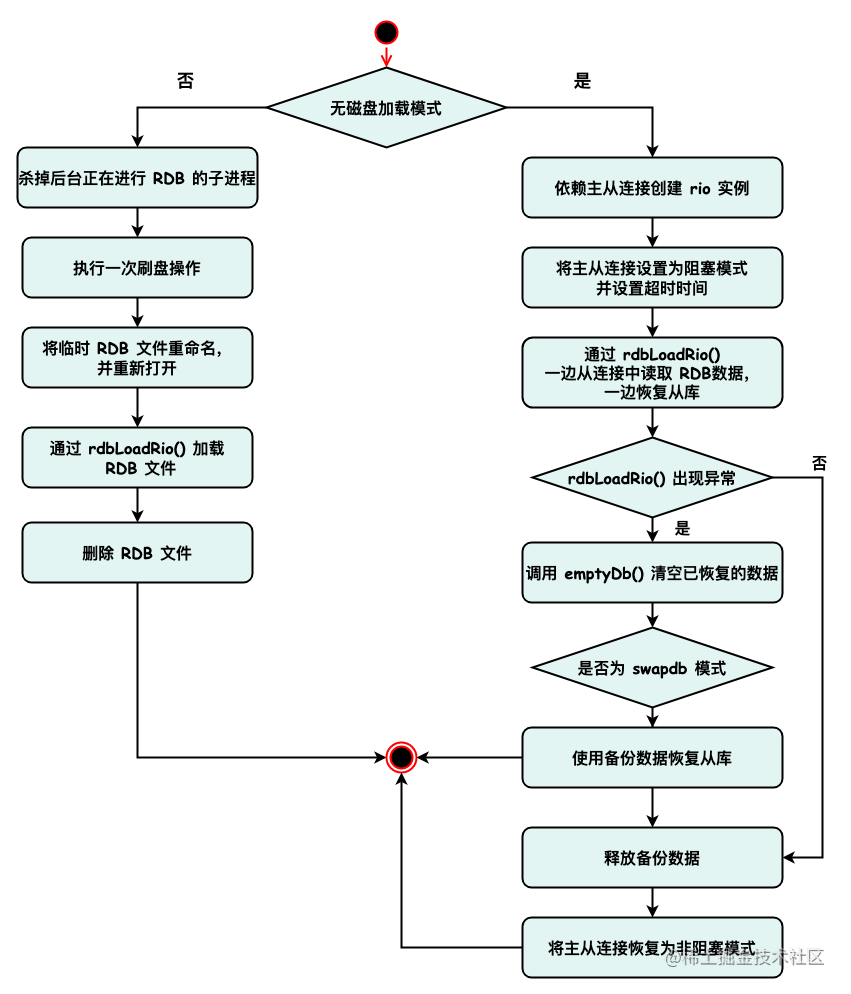 无磁盘加载模式
否
是
杀掉后台正在进行 RDB 的子进程
执行一次刷盘操作
将临时 RDB 文件重命名，
并重新打开
通过 rdbLoadRio() 加载
RDB 文件
删除 RDB 文件
依赖主从连接创建 rio 实例
将主从连接设置为阻塞模式
并设置超时时间
通过 rdbLoadRio()
一边从连接中读取 RDB数据，
一边恢复从库
rdbLoadRio() 出现异常
否
是
调用 emptyDb() 清空已恢复的数据
是否为 swapdb 模式
使用备份数据恢复从库
释放备份数据
将主从连接恢复为非阻塞模式
@稀土掘金技术社区